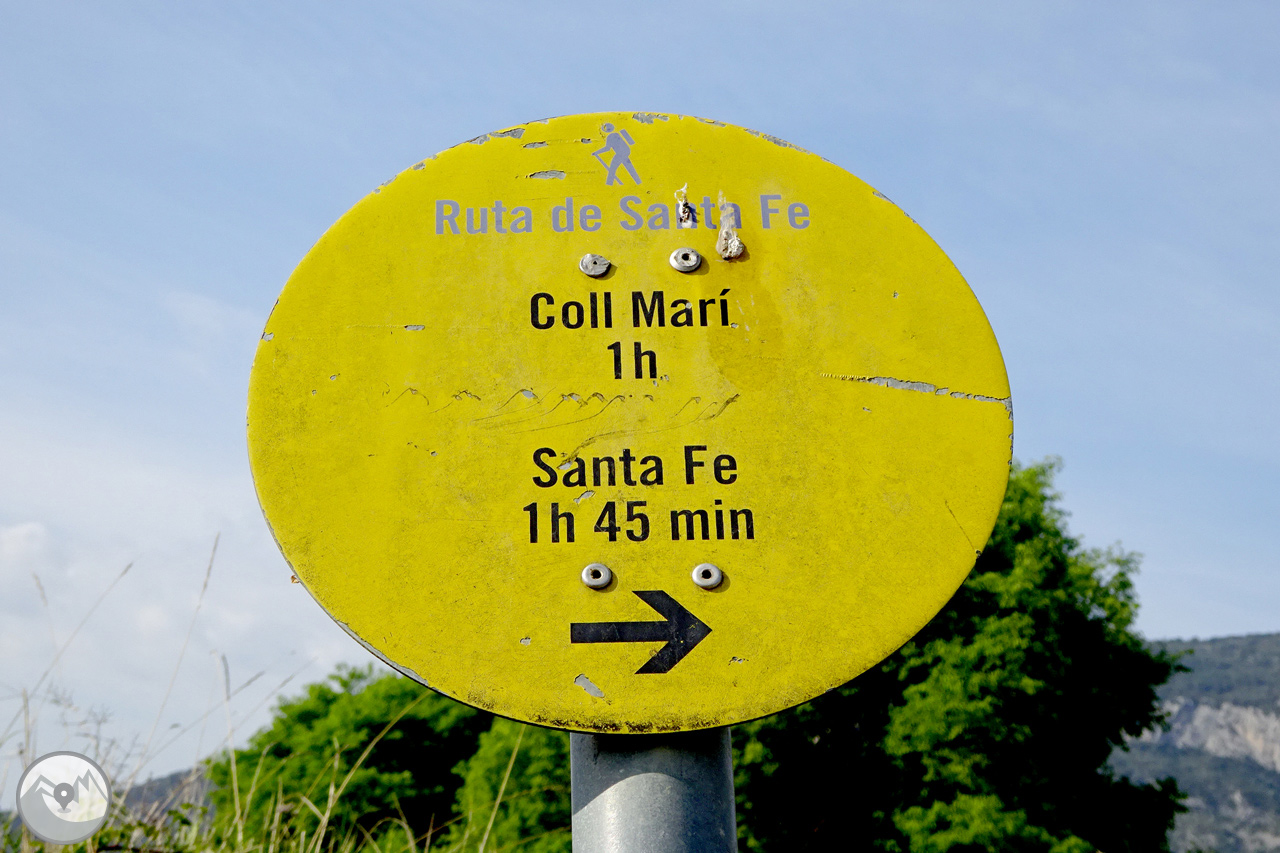 Ruta de Santa Fe
Coll Marí
1h
Santa Fe
1h 45 min